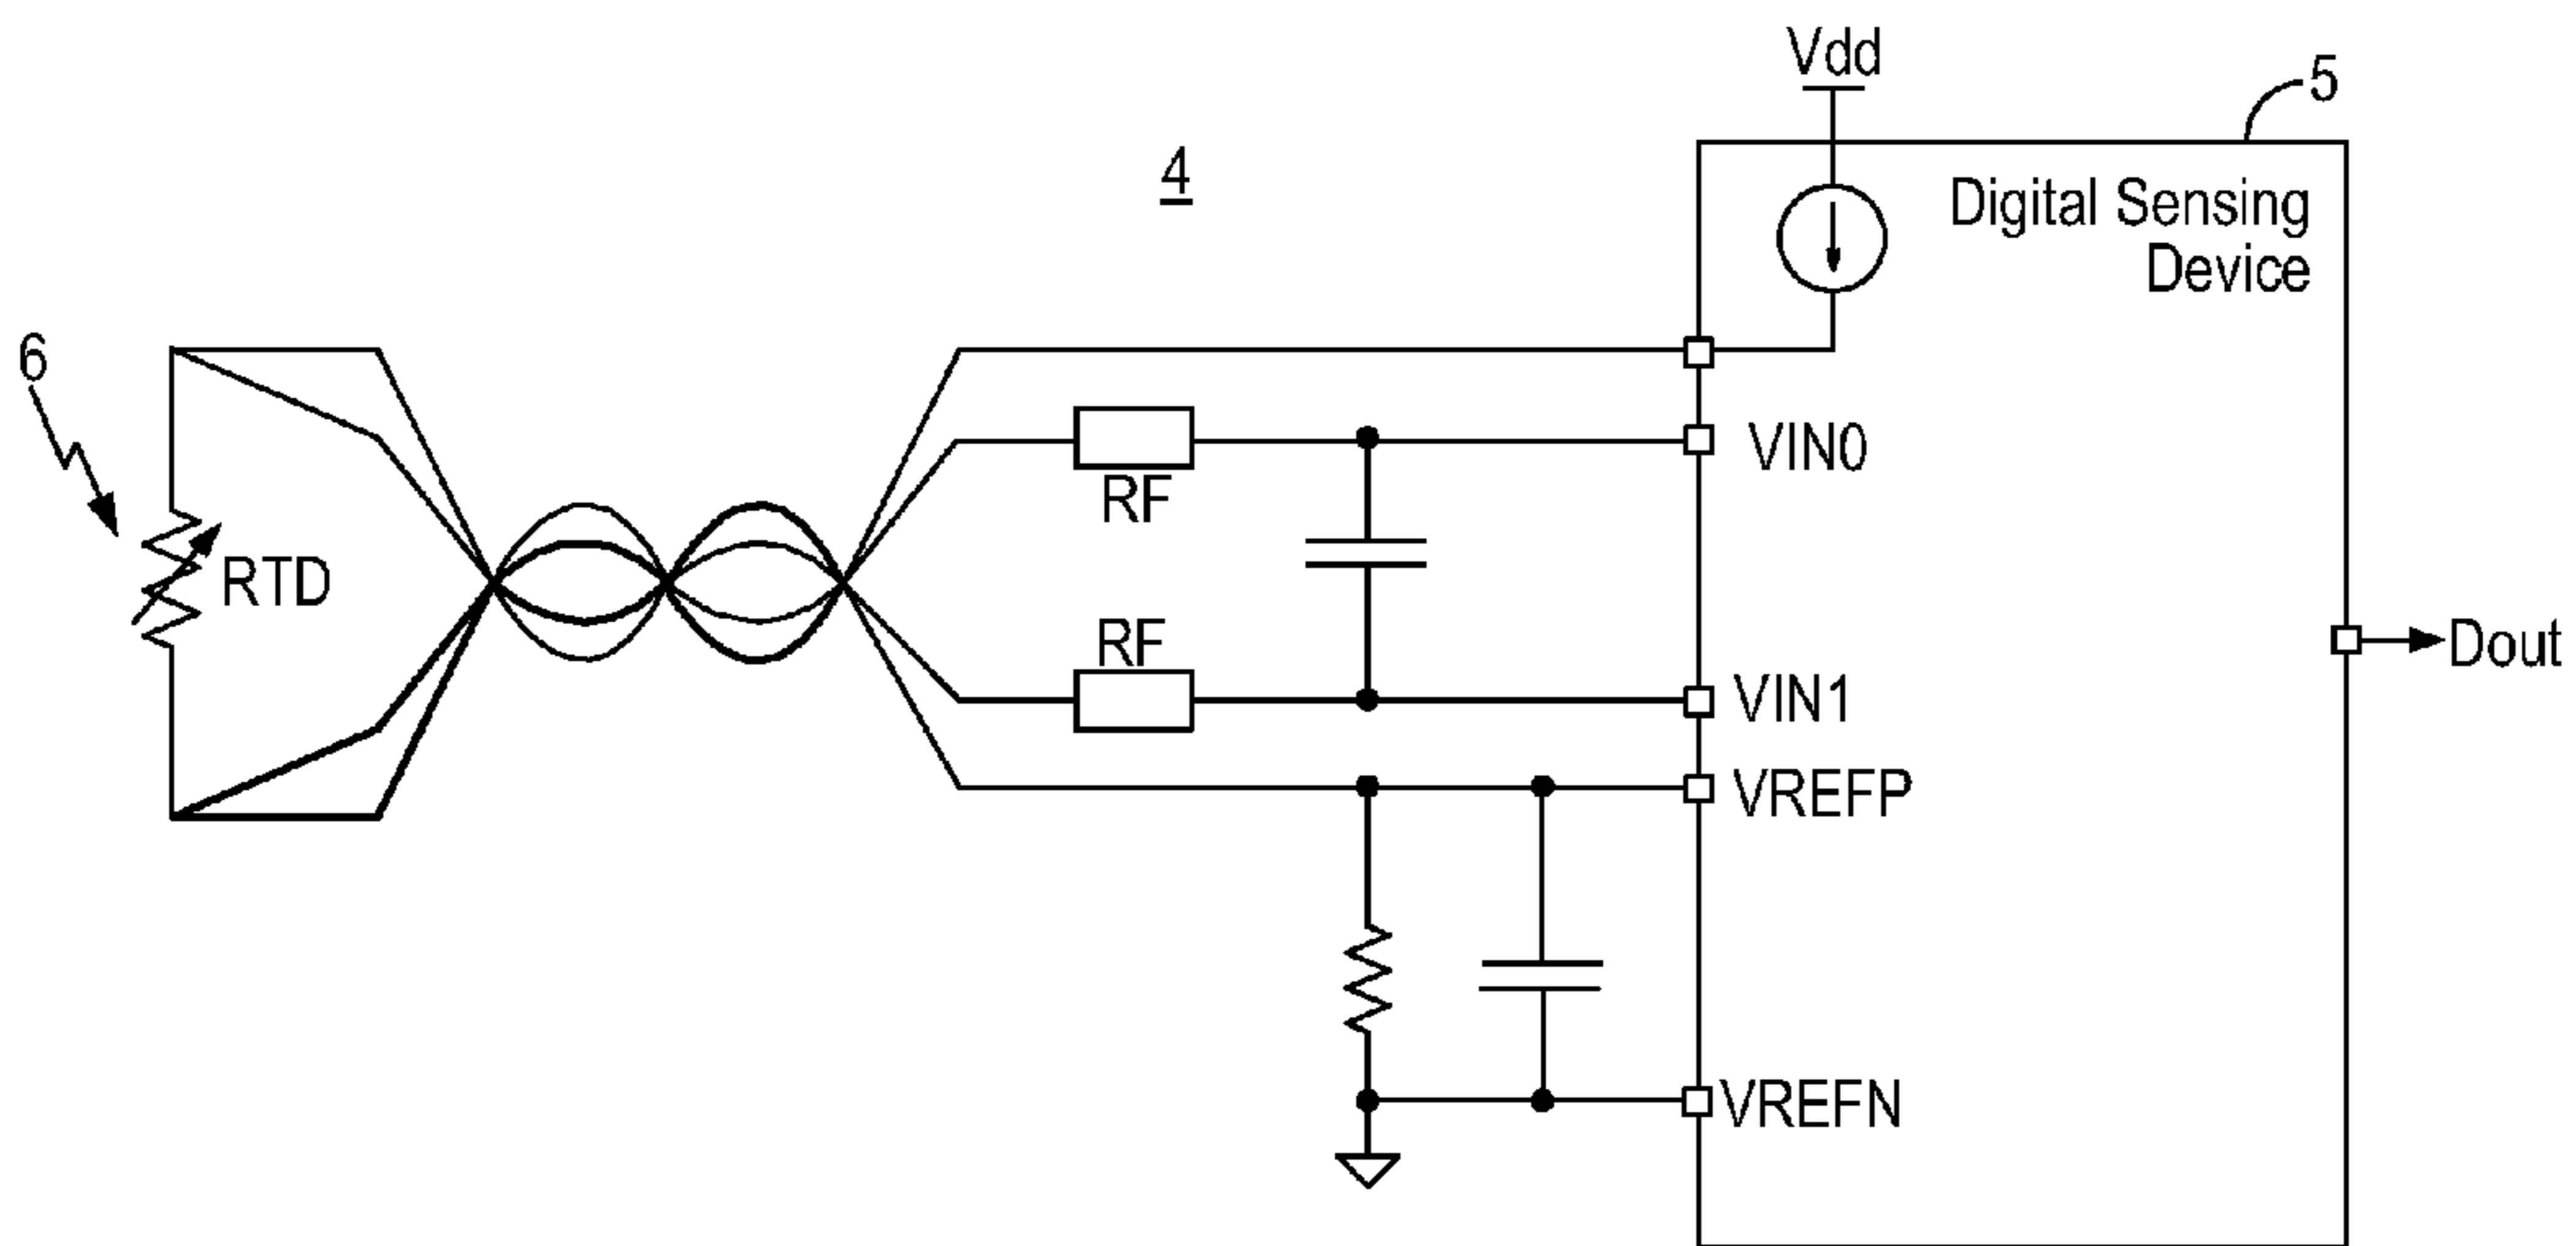 Vdd
5
4
Digital Sensing
Device
6
VIN0
RF
RTD
RF
Dout
VIN1
VREFP
VREFN